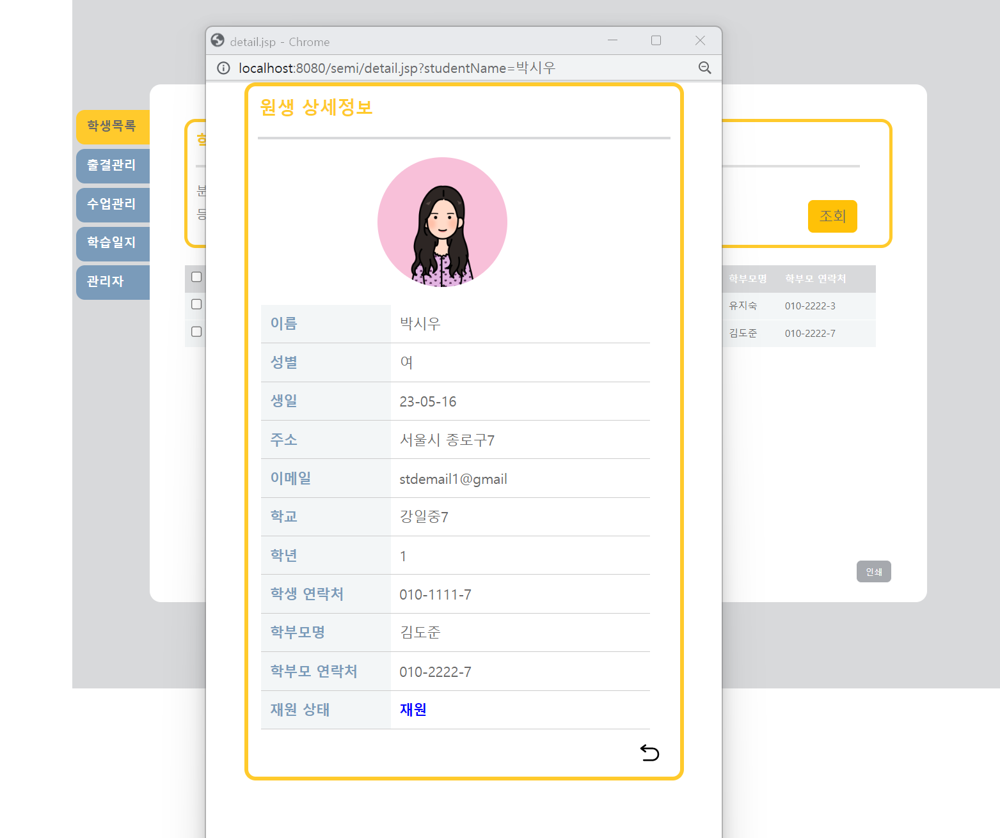 detail.jsp - Chrome
localhost:8080/semi/detail.jsp?studentName=박시우
원생 상세정보
학생목록
출결관리
수업관리
학습일지
관리자
조회
학부모명 학부모 연락처
유지숙 010-2222-3
김도준 010-2222-7
이름 박시우
성별 여
생일 23-05-16
주소 서울시 종로구7
이메일 stdemail1@gmail
학교 강일중7
학년 1
학생 연락처 010-1111-7
학부모명 김도준
학부모 연락처 010-2222-7
재원 상태 재원
인쇄